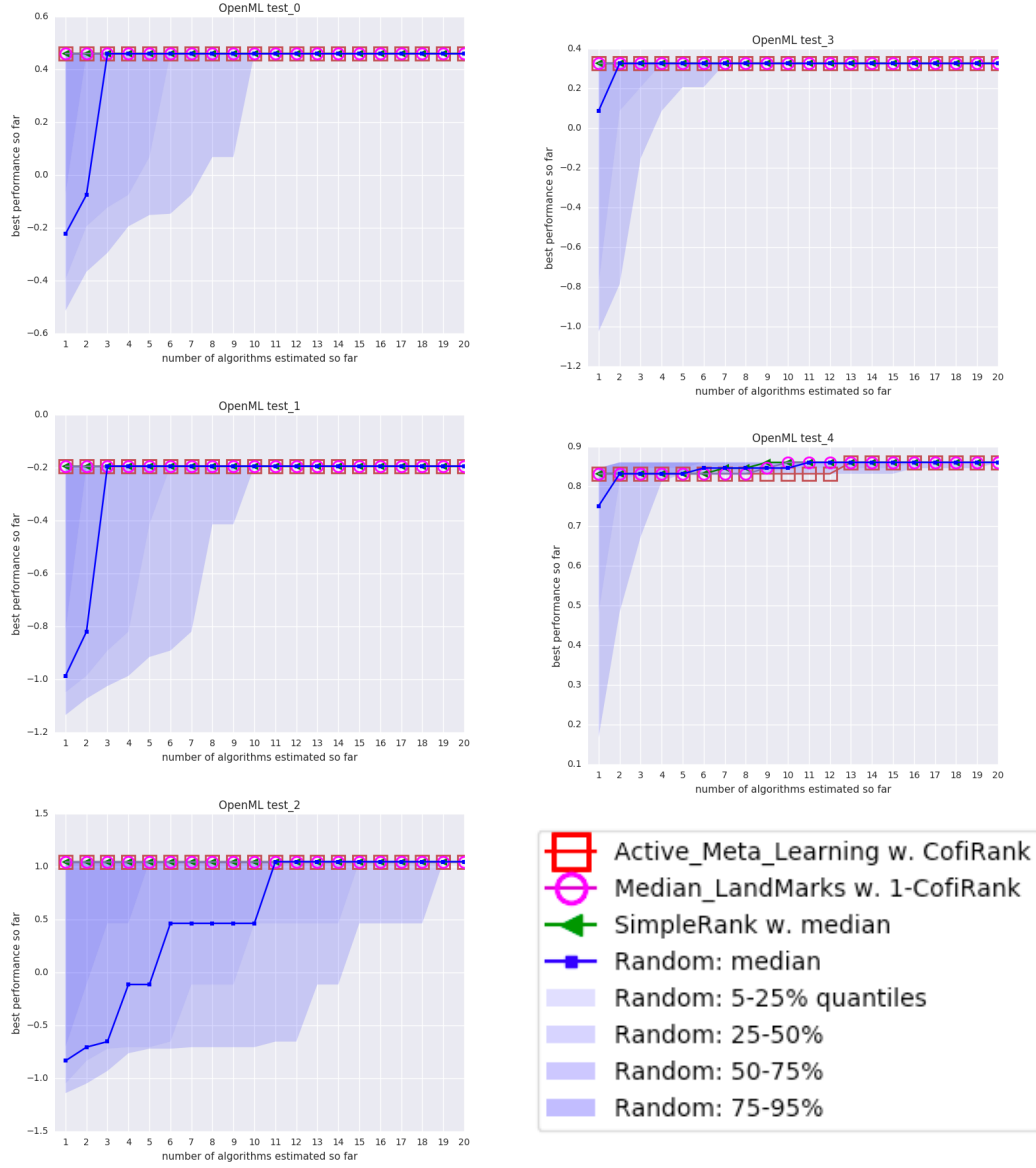 OpenML test_0
0.6
0.4
0.2
0.0
−0.2
−0.4
−0.6
best performance so far
1 2 3 4 5 6 7 8 9 10 11 12 13 14 15 16 17 18 19 20
number of algorithms estimated so far
OpenML test_1
0.0
−0.2
−0.4
−0.6
−0.8
−1.0
−1.2
best performance so far
1 2 3 4 5 6 7 8 9 10 11 12 13 14 15 16 17 18 19 20
number of algorithms estimated so far
OpenML test_2
1.5
1.0
0.5
0.0
−0.5
−1.0
−1.5
best performance so far
1 2 3 4 5 6 7 8 9 10 11 12 13 14 15 16 17 18 19 20
number of algorithms estimated so far
OpenML test_3
0.4
0.2
0.0
−0.2
−0.4
−0.6
−0.8
−1.0
−1.2
best performance so far
1 2 3 4 5 6 7 8 9 10 11 12 13 14 15 16 17 18 19 20
number of algorithms estimated so far
OpenML test_4
0.9
0.8
0.7
0.6
0.5
0.4
0.3
0.2
0.1
best performance so far
1 2 3 4 5 6 7 8 9 10 11 12 13 14 15 16 17 18 19 20
number of algorithms estimated so far
Active_Meta_Learning w. CofiRank
Median_LandMarks w. 1-CofiRank
SimpleRank w. median
Random: median
Random: 5-25% quantiles
Random: 25-50%
Random: 50-75%
Random: 75-95%